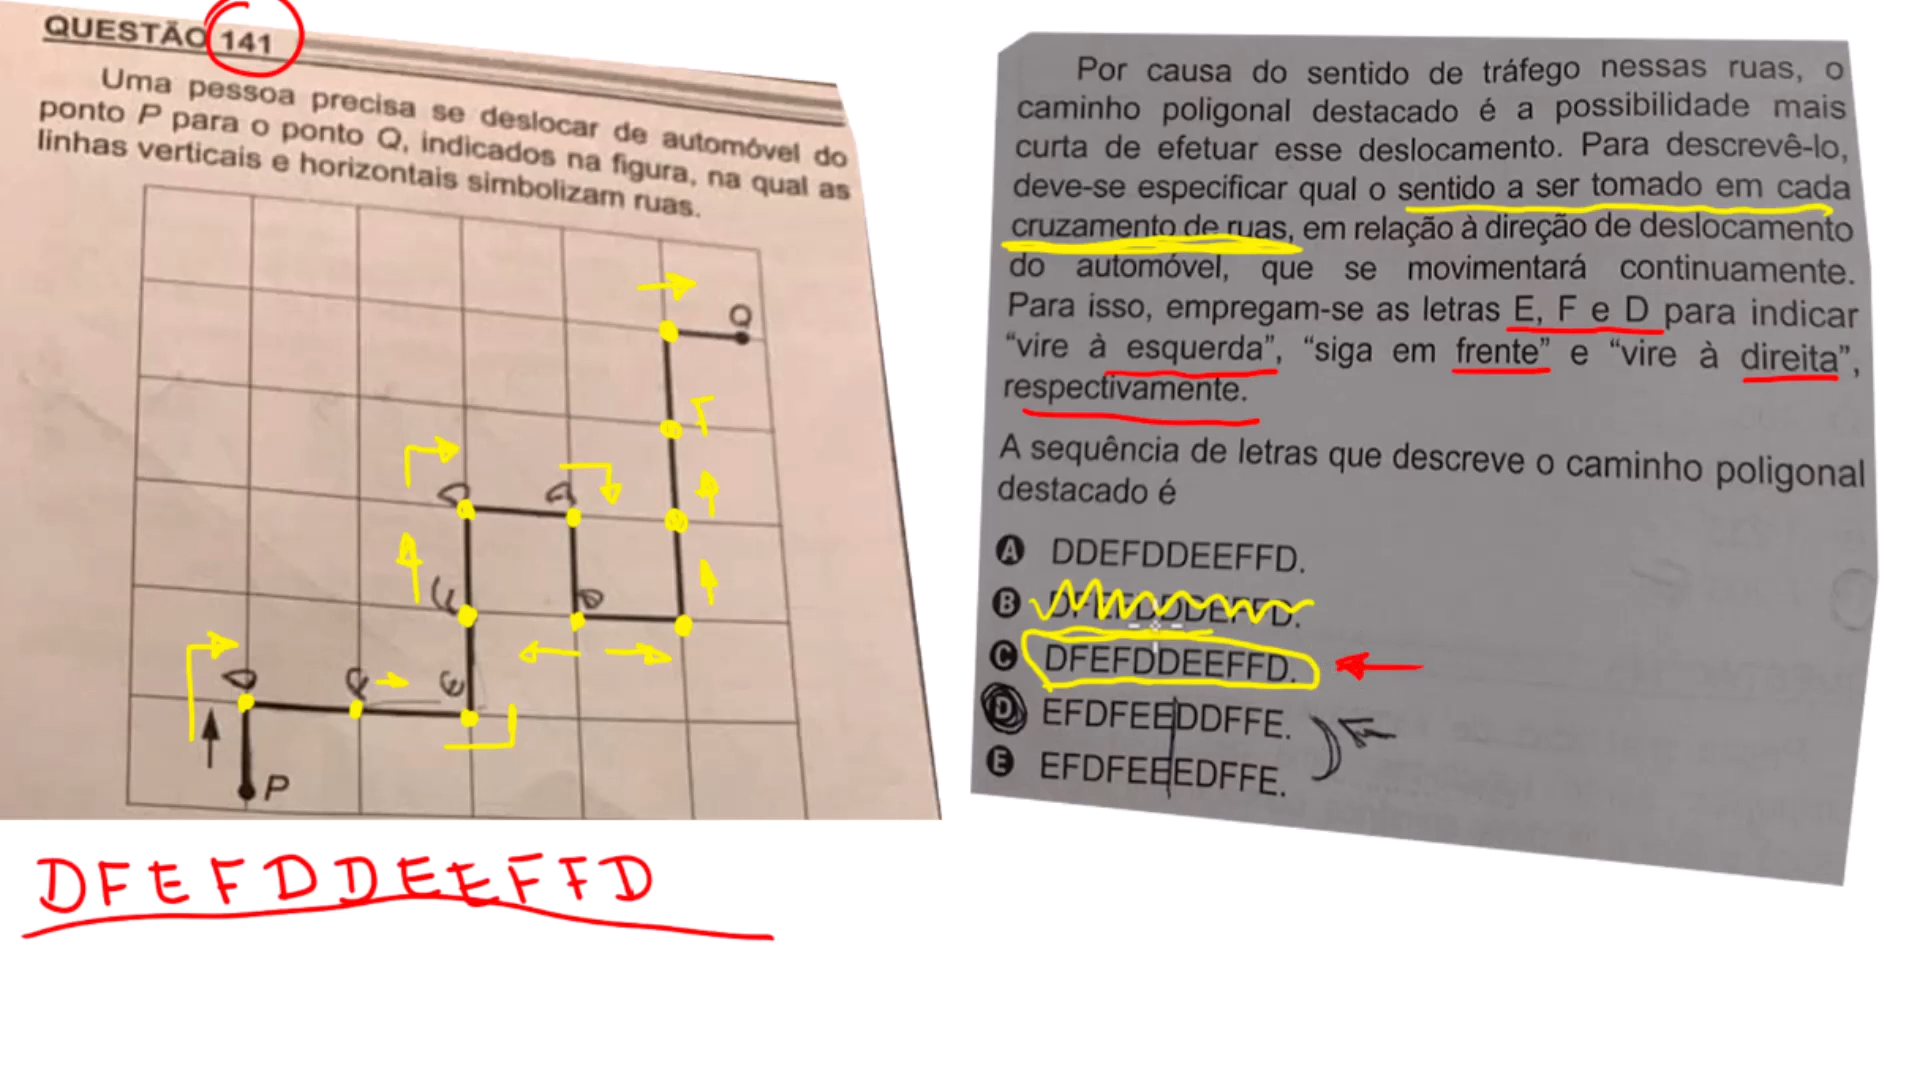 QUESTÃO 141
Uma pessoa precisa se deslocar de automóvel do
ponto P para o ponto Q, indicados na figura, na qual as
linhas verticais e horizontais simbolizam ruas.
Q
F
D
D
F
D
D
F
E
P
DFEFDDEEFFD
Por causa do sentido de tráfego nessas ruas, o
caminho poligonal destacado é a possibilidade mais
curta de efetuar esse deslocamento. Para descrevê-lo,
deve-se especificar qual o sentido a ser tomado em cada
cruzamento de ruas, em relação à direção de deslocamento
do automóvel, que se movimentará continuamente.
Para isso, empregam-se as letras E, F e D para indicar
“vire à esquerda”, “siga em frente” e “vire à direita”,
respectivamente.
A sequência de letras que descreve o caminho poligonal
destacado é
A DDEFDDEEFFD.
B DFEFDDDEFFD.
C DFEFDDEEFFD.
D EFDFEEDDFFE.
E EFDFEEEDFFE.